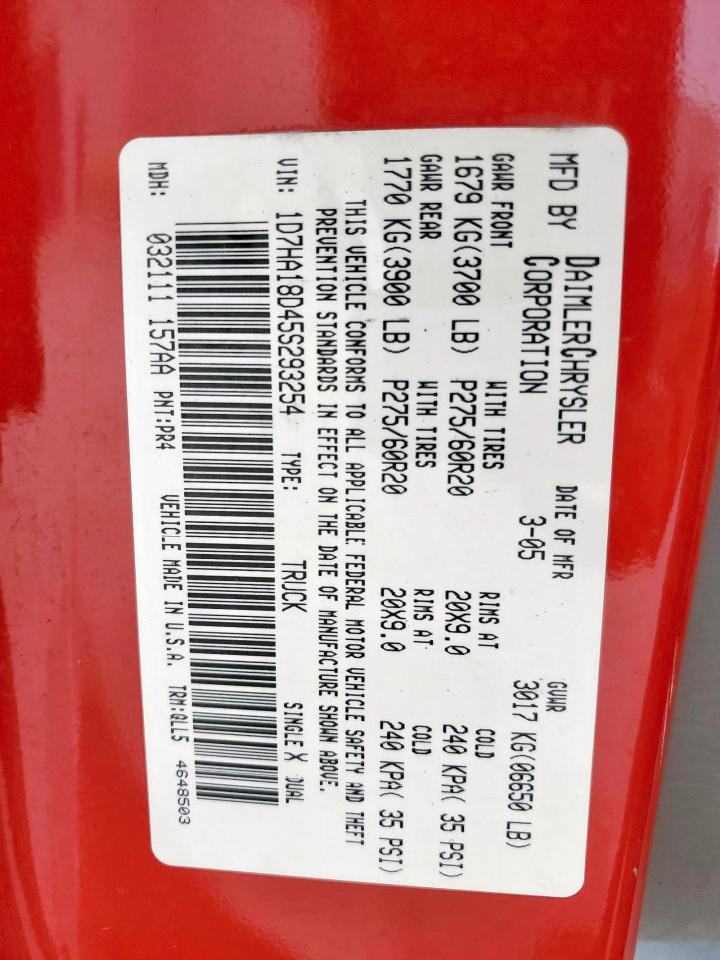 MFD BY DAIMLERCHRYSLER CORPORATION DATE OF MFR 3-05 GVWR 3017 KG(06650 LB)
GAWR FRONT WITH TIRES RIMS AT COLD
1679 KG(3700 LB) P275/60R20 20X9.0 240 KPA( 35 PSI)
GAWR REAR WITH TIRES RIMS AT COLD
1770 KG(3900 LB) P275/60R20 20X9.0 240 KPA( 35 PSI)
THIS VEHICLE CONFORMS TO ALL APPLICABLE FEDERAL MOTOR VEHICLE SAFETY AND THEFT
PREVENTION STANDARDS IN EFFECT ON THE DATE OF MANUFACTURE SHOWN ABOVE.
VIN: 1D7HA18D45S293254 TYPE: TRUCK SINGLE X DUAL
MDH: 032111 157AA PNT:PR4 VEHICLE MADE IN U.S.A. TRM:QLL5 4648503